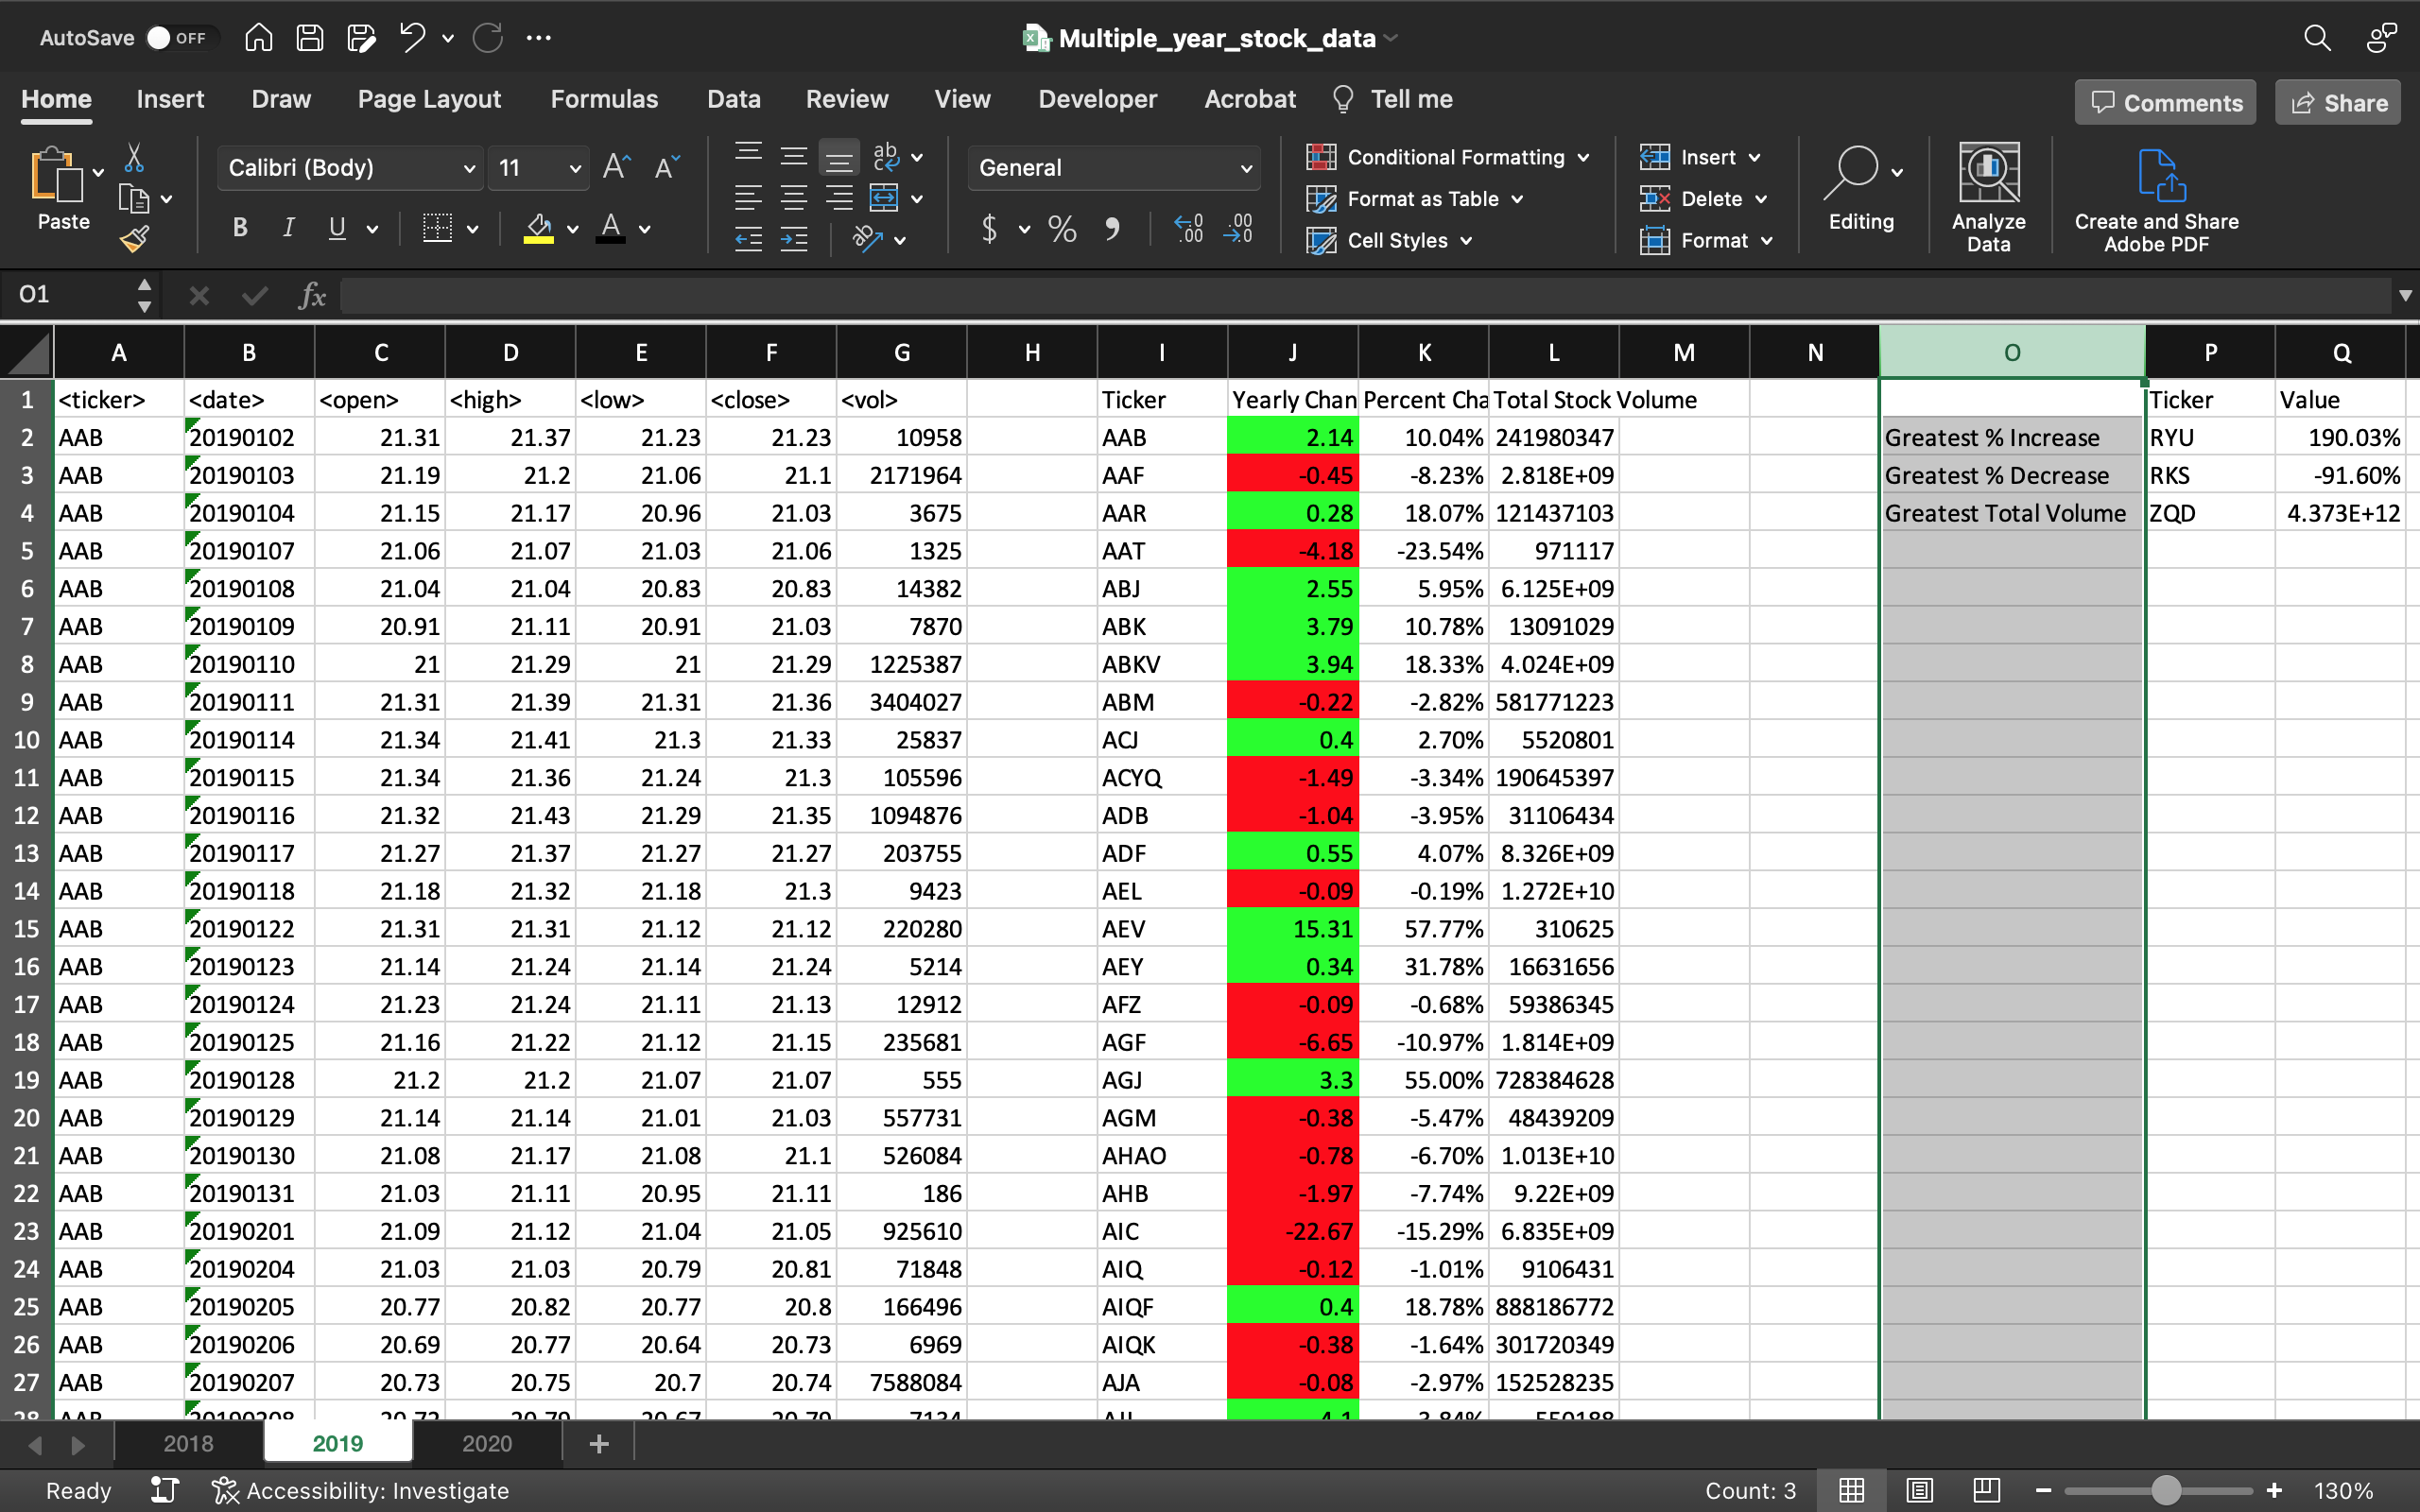 AutoSave OFF Multiple_year_stock_data
Home Insert Draw Page Layout Formulas Data Review View Developer Acrobat Tell me Comments Share
Paste Calibri (Body) 11 General Conditional Formatting Format as Table Cell Styles Insert Delete Format Editing Analyze Data Create and Share Adobe PDF
O1 fx
A B C D E F G H I J K L M N O P Q
1 <ticker> <date> <open> <high> <low> <close> <vol> Ticker Yearly Chan Percent Cha Total Stock Volume Ticker Value
2 AAB 20190102 21.31 21.37 21.23 21.23 10958 AAB 2.14 10.04% 241980347 Greatest % Increase RYU 190.03%
3 AAB 20190103 21.19 21.2 21.06 21.1 2171964 AAF -0.45 -8.23% 2.818E+09 Greatest % Decrease RKS -91.60%
4 AAB 20190104 21.15 21.17 20.96 21.03 3675 AAR 0.28 18.07% 121437103 Greatest Total Volume ZQD 4.373E+12
5 AAB 20190107 21.06 21.07 21.03 21.06 1325 AAT -4.18 -23.54% 971117
6 AAB 20190108 21.04 21.04 20.83 20.83 14382 ABJ 2.55 5.95% 6.125E+09
7 AAB 20190109 20.91 21.11 20.91 21.03 7870 ABK 3.79 10.78% 13091029
8 AAB 20190110 21 21.29 21 21.29 1225387 ABKV 3.94 18.33% 4.024E+09
9 AAB 20190111 21.31 21.39 21.31 21.36 3404027 ABM -0.22 -2.82% 581771223
10 AAB 20190114 21.34 21.41 21.3 21.33 25837 ACJ 0.4 2.70% 5520801
11 AAB 20190115 21.34 21.36 21.24 21.3 105596 ACYQ -1.49 -3.34% 190645397
12 AAB 20190116 21.32 21.43 21.29 21.35 1094876 ADB -1.04 -3.95% 31106434
13 AAB 20190117 21.27 21.37 21.27 21.27 203755 ADF 0.55 4.07% 8.326E+09
14 AAB 20190118 21.18 21.32 21.18 21.3 9423 AEL -0.09 -0.19% 1.272E+10
15 AAB 20190122 21.31 21.31 21.12 21.12 220280 AEV 15.31 57.77% 310625
16 AAB 20190123 21.14 21.24 21.14 21.24 5214 AEY 0.34 31.78% 16631656
17 AAB 20190124 21.23 21.24 21.11 21.13 12912 AFZ -0.09 -0.68% 59386345
18 AAB 20190125 21.16 21.22 21.12 21.15 235681 AGF -6.65 -10.97% 1.814E+09
19 AAB 20190128 21.2 21.2 21.07 21.07 555 AGJ 3.3 55.00% 728384628
20 AAB 20190129 21.14 21.14 21.01 21.03 557731 AGM -0.38 -5.47% 48439209
21 AAB 20190130 21.08 21.17 21.08 21.1 526084 AHAO -0.78 -6.70% 1.013E+10
22 AAB 20190131 21.03 21.11 20.95 21.11 186 AHB -1.97 -7.74% 9.22E+09
23 AAB 20190201 21.09 21.12 21.04 21.05 925610 AIC -22.67 -15.29% 6.835E+09
24 AAB 20190204 21.03 21.03 20.79 20.81 71848 AIQ -0.12 -1.01% 9106431
25 AAB 20190205 20.77 20.82 20.77 20.8 166496 AIQF 0.4 18.78% 888186772
26 AAB 20190206 20.69 20.77 20.64 20.73 6969 AIQK -0.38 -1.64% 301720349
27 AAB 20190207 20.73 20.75 20.7 20.74 7588084 AJA -0.08 -2.97% 152528235
2018 2019 2020
Ready Accessibility: Investigate Count: 3 130%